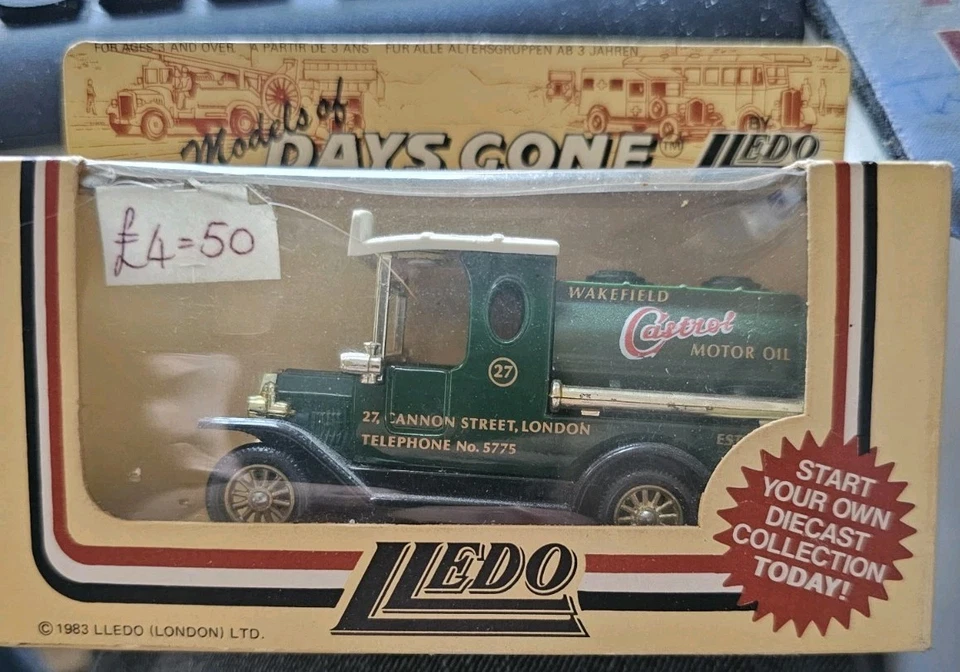 FOR AGES 3 AND OVER   A PARTIR DE 3 ANS   FÜR ALLE ALTERSGRUPPEN AB 3 JAHREN
Models of
DAYS GONE™
BY
LLEDO
£4=50
WAKEFIELD
Castrol
MOTOR OIL
27
27, CANNON STREET, LONDON
TELEPHONE No. 5775
START
YOUR OWN
DIECAST
COLLECTION
TODAY!
LLEDO
© 1983 LLEDO (LONDON) LTD.